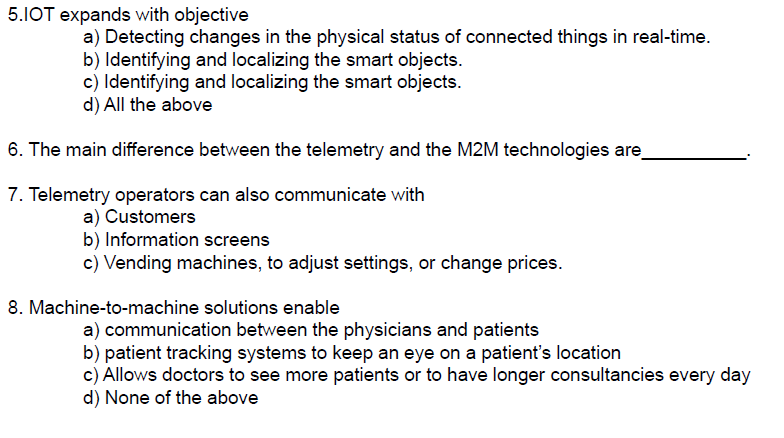 5.IOT expands with objective
a) Detecting changes in the physical status of connected things in real-time.
b) Identifying and localizing the smart objects.
c) Identifying and localizing the smart objects.
d) All the above
6. The main difference between the telemetry and the M2M technologies are___________.
7. Telemetry operators can also communicate with
a) Customers
b) Information screens
c) Vending machines, to adjust settings, or change prices.
8. Machine-to-machine solutions enable
a) communication between the physicians and patients
b) patient tracking systems to keep an eye on a patient's location
c) Allows doctors to see more patients or to have longer consultancies every day
d) None of the above